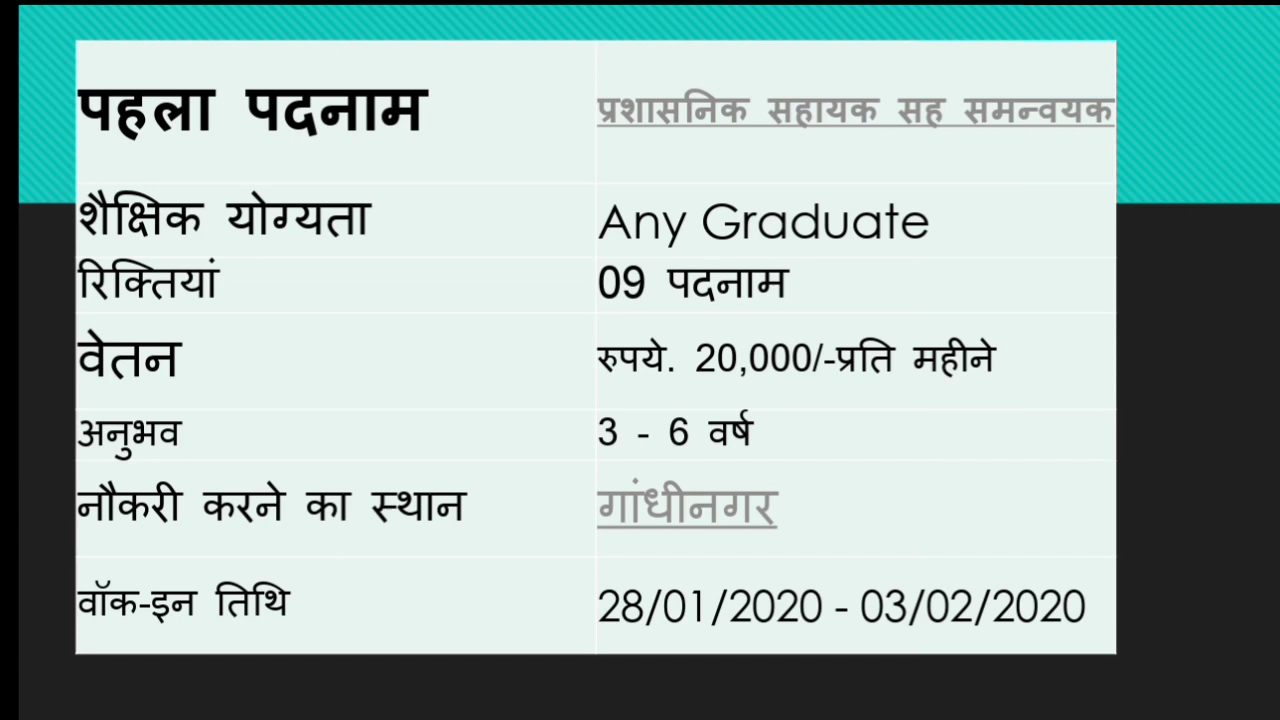 पहला पदनाम प्रशासनिक सहायक सह समन्वयक
शैक्षिक योग्यता Any Graduate
रिक्तियां 09 पदनाम
वेतन रुपये. 20,000/-प्रति महीने
अनुभव 3 - 6 वर्ष
नौकरी करने का स्थान गांधीनगर
वॉक-इन तिथि 28/01/2020 - 03/02/2020